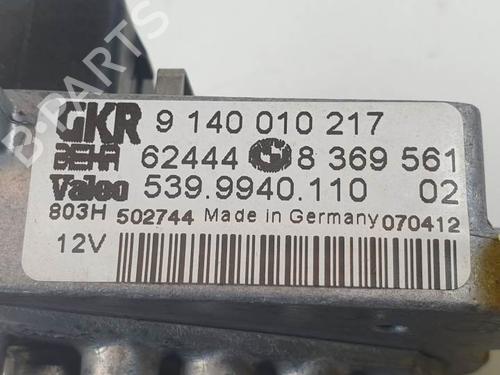 GKR 9 140 010 217
BEHR 62444 G 8 369 561
Valeo 539.9940.110 02
803H 502744 Made in Germany 070412
12V
B-PARTS